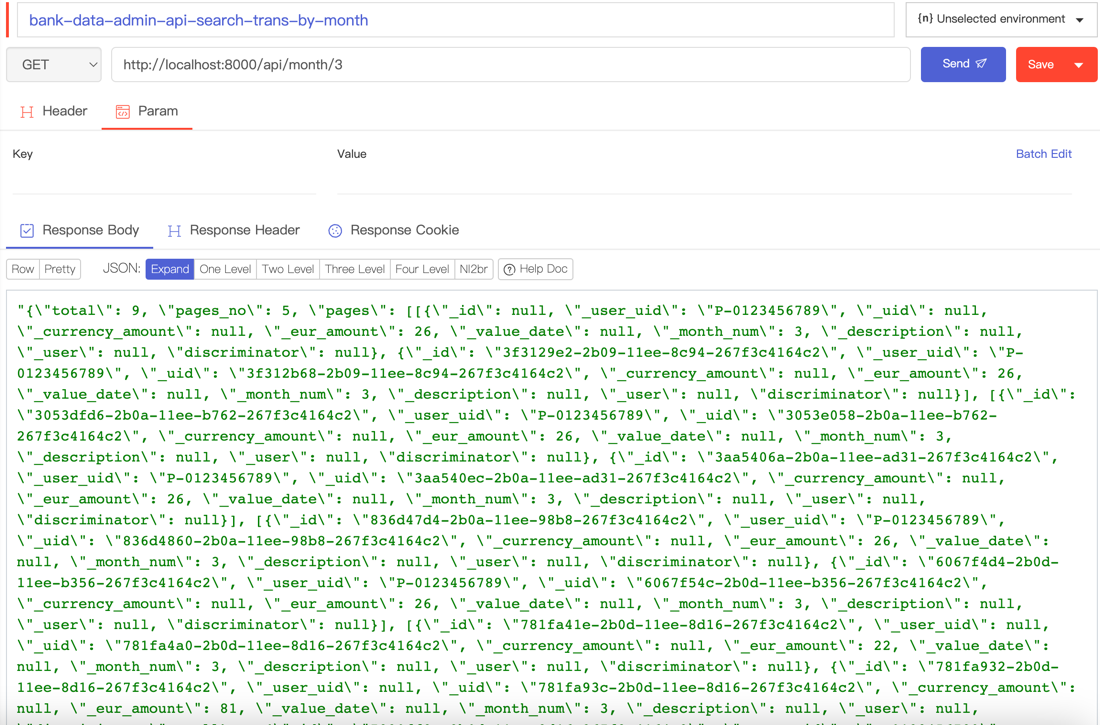 bank-data-admin-api-search-trans-by-month
{n} Unselected environment
GET
http://localhost:8000/api/month/3
Send
Save
Header
Param
Key
Value
Batch Edit
Response Body
Response Header
Response Cookie
Row
Pretty
JSON:
Expand
One Level
Two Level
Three Level
Four Level
Nl2br
Help Doc
"{\"total\": 9, \"pages_no\": 5, \"pages\": [[{\"_id\": null, \"_user_uid\": \"P-0123456789\", \"_uid\": null,
\"_currency_amount\": null, \"_eur_amount\": 26, \"_value_date\": null, \"_month_num\": 3, \"_description\": null,
\"_user\": null, \"discriminator\": null}, {\"_id\": \"3f3129e2-2b09-11ee-8c94-267f3c4164c2\", \"_user_uid\": \"P-
0123456789\", \"_uid\": \"3f312b68-2b09-11ee-8c94-267f3c4164c2\", \"_currency_amount\": null, \"_eur_amount\": 26,
\"_value_date\": null, \"_month_num\": 3, \"_description\": null, \"_user\": null, \"discriminator\": null}], [{\"_id\":
\"3053dfd6-2b0a-11ee-b762-267f3c4164c2\", \"_user_uid\": \"P-0123456789\", \"_uid\": \"3053e058-2b0a-11ee-b762-
267f3c4164c2\", \"_currency_amount\": null, \"_eur_amount\": 26, \"_value_date\": null, \"_month_num\": 3,
\"_description\": null, \"_user\": null, \"discriminator\": null}, {\"_id\": \"3aa5406a-2b0a-11ee-ad31-267f3c4164c2\",
\"_user_uid\": \"P-0123456789\", \"_uid\": \"3aa540ec-2b0a-11ee-ad31-267f3c4164c2\", \"_currency_amount\": null,
\"_eur_amount\": 26, \"_value_date\": null, \"_month_num\": 3, \"_description\": null, \"_user\": null,
\"discriminator\": null}], [{\"_id\": \"836d47d4-2b0a-11ee-98b8-267f3c4164c2\", \"_user_uid\": \"P-0123456789\",
\"_uid\": \"836d4860-2b0a-11ee-98b8-267f3c4164c2\", \"_currency_amount\": null, \"_eur_amount\": 26, \"_value_date\":
null, \"_month_num\": 3, \"_description\": null, \"_user\": null, \"discriminator\": null}, {\"_id\": \"6067f4d4-2b0d-
11ee-b356-267f3c4164c2\", \"_user_uid\": \"P-0123456789\", \"_uid\": \"6067f54c-2b0d-11ee-b356-267f3c4164c2\",
\"_currency_amount\": null, \"_eur_amount\": 26, \"_value_date\": null, \"_month_num\": 3, \"_description\": null,
\"_user\": null, \"discriminator\": null}], [{\"_id\": \"781fa41e-2b0d-11ee-8d16-267f3c4164c2\", \"_user_uid\": null,
\"_uid\": \"781fa4a0-2b0d-11ee-8d16-267f3c4164c2\", \"_currency_amount\": null, \"_eur_amount\": 22, \"_value_date\":
null, \"_month_num\": 3, \"_description\": null, \"_user\": null, \"discriminator\": null}, {\"_id\": \"781fa932-2b0d-
11ee-8d16-267f3c4164c2\", \"_user_uid\": null, \"_uid\": \"781fa93c-2b0d-11ee-8d16-267f3c4164c2\", \"_currency_amount\":
null, \"_eur_amount\": 81, \"_value_date\": null, \"_month_num\": 3, \"_description\": null, \"_user\": null,